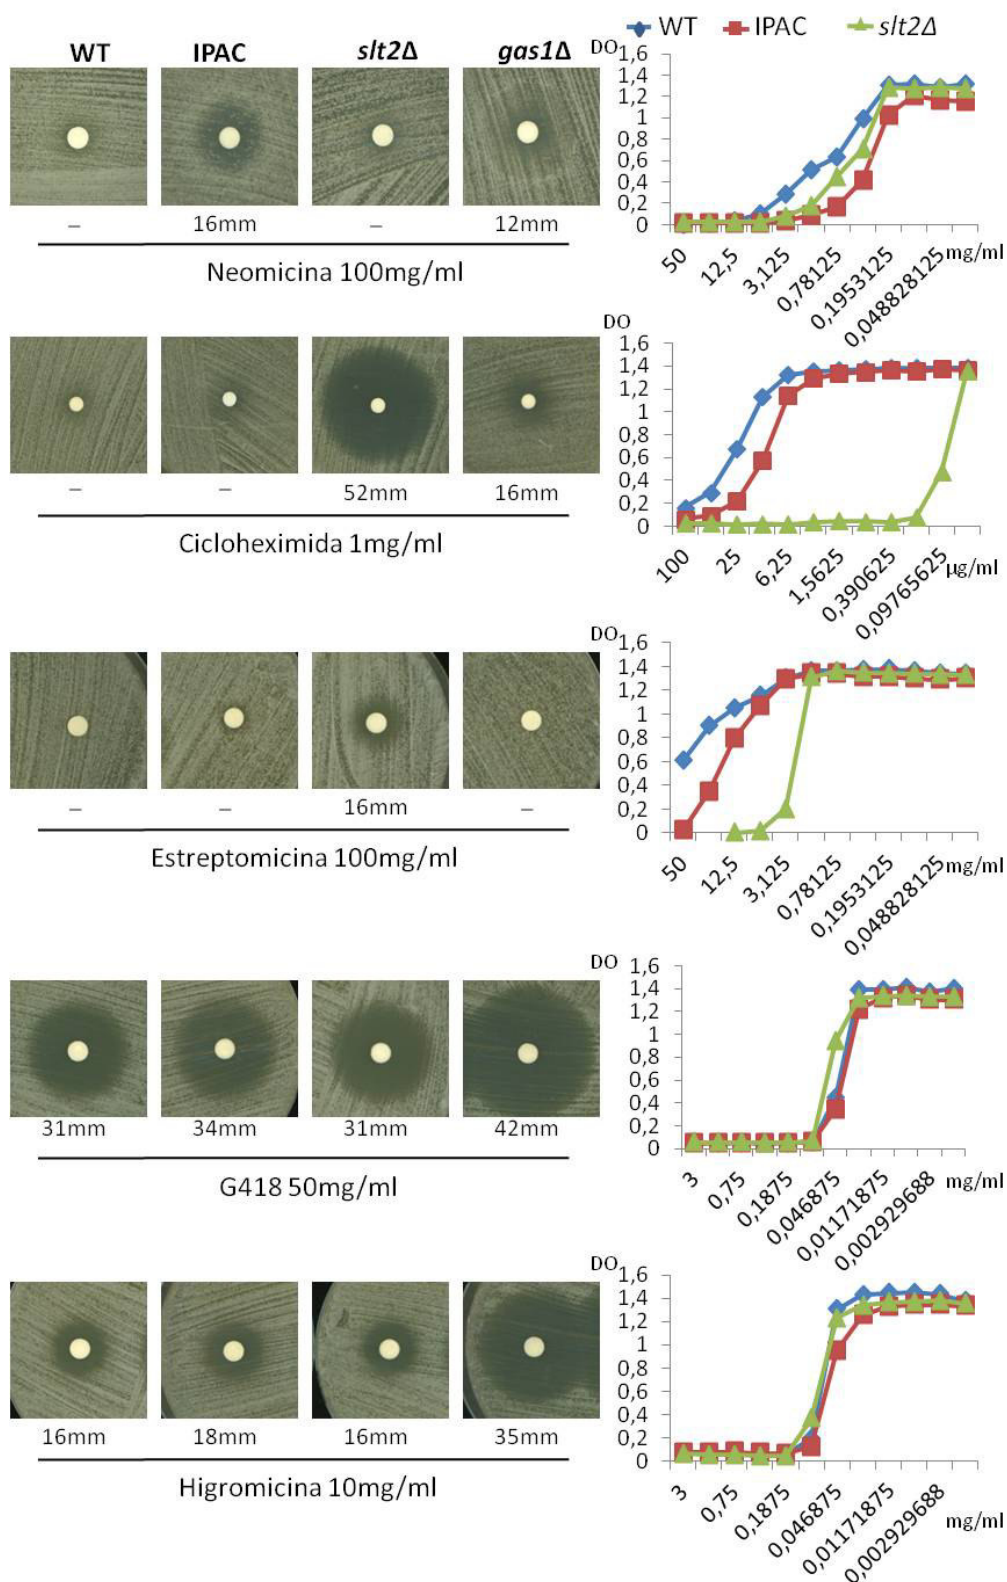 WT IPAC slt2Δ
WT IPAC slt2Δ gas1Δ
DO
1,6
1,4
1,2
1
0,8
0,6
0,4
0,2
0
50 12,5 3,125 0,78125 0,1953125 0,048828125 mg/ml
– 16mm – 12mm
Neomicina 100mg/ml
DO
1,6
1,4
1,2
1
0,8
0,6
0,4
0,2
0
100 25 6,25 1,5625 0,390625 0,09765625 µg/ml
– – 52mm 16mm
Cicloheximida 1mg/ml
DO
1,6
1,4
1,2
1
0,8
0,6
0,4
0,2
0
50 12,5 3,125 0,78125 0,1953125 0,048828125 mg/ml
– – 16mm –
Estreptomicina 100mg/ml
DO
1,6
1,4
1,2
1
0,8
0,6
0,4
0,2
0
3 0,75 0,1875 0,046875 0,01171875 0,002929688 mg/ml
31mm 34mm 31mm 42mm
G418 50mg/ml
DO
1,6
1,4
1,2
1
0,8
0,6
0,4
0,2
0
3 0,75 0,1875 0,046875 0,01171875 0,002929688 mg/ml
16mm 18mm 16mm 35mm
Higromicina 10mg/ml